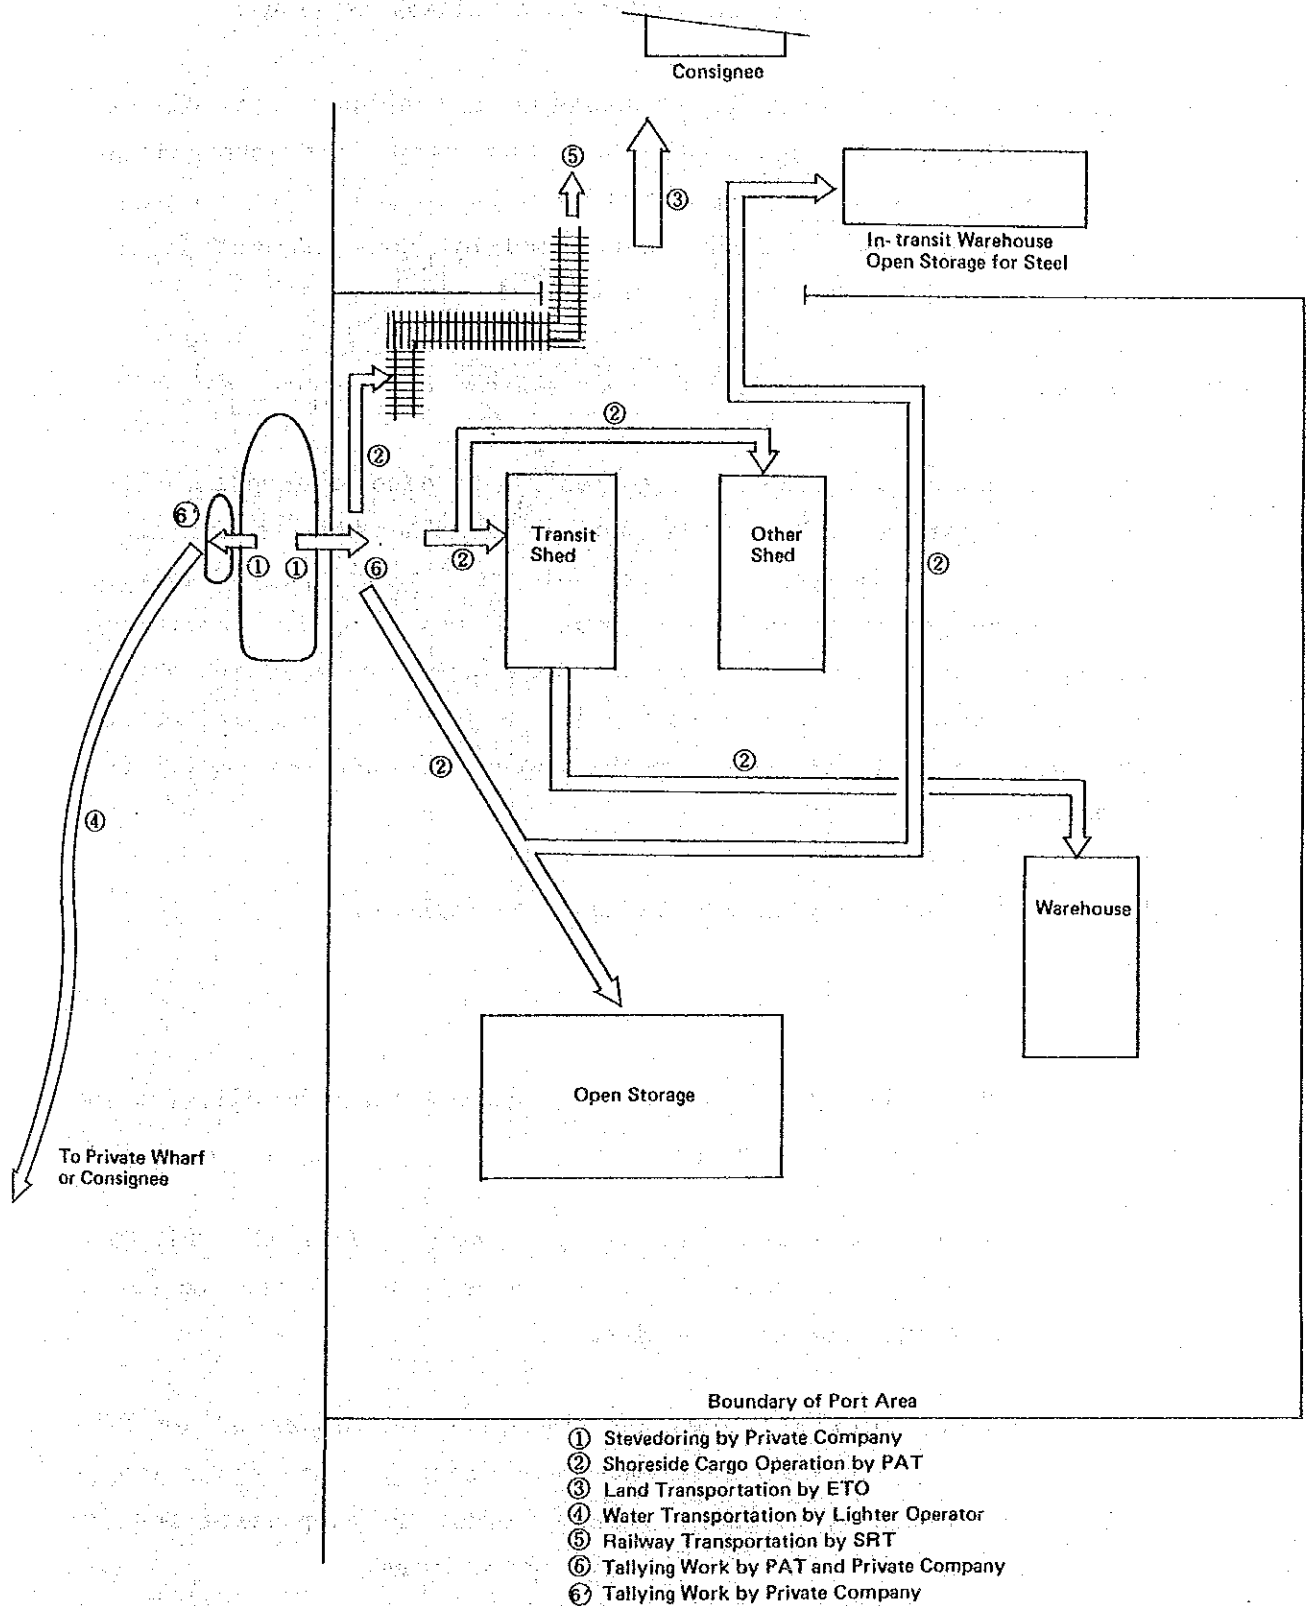 Consignee
⑤
③
In-transit Warehouse
Open Storage for Steel
②
②
⑥'
①
①
⑥
②
Transit
Shed
Other
Shed
②
②
②
④
Warehouse
Open Storage
To Private Wharf
or Consignee
Boundary of Port Area
① Stevedoring by Private Company
② Shoreside Cargo Operation by PAT
③ Land Transportation by ETO
④ Water Transportation by Lighter Operator
⑤ Railway Transportation by SRT
⑥ Tallying Work by PAT and Private Company
⑥' Tallying Work by Private Company